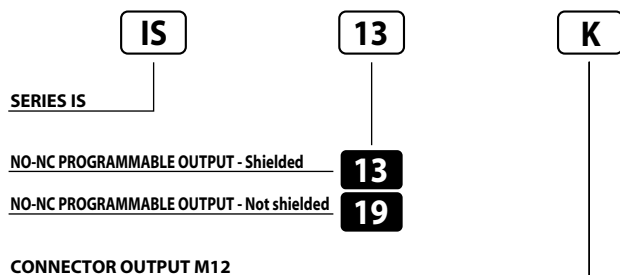 IS 13 K
SERIES IS
NO-NC PROGRAMMABLE OUTPUT - Shielded 13
NO-NC PROGRAMMABLE OUTPUT - Not shielded 19
CONNECTOR OUTPUT M12